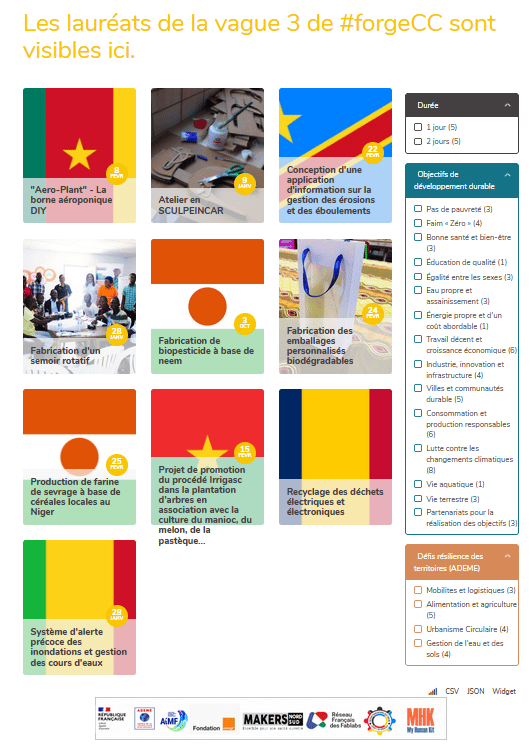 Les lauréats de la vague 3 de #forgeCC sont
visibles ici.
8
FEVR
"Aero-Plant" - La
borne aéroponique
DIY
9
JANV
Atelier en
SCULPEINCAR
22
FEVR
Conception d'une
application
d'information sur la
gestion des érosions
et des éboulements
28
JANV
Fabrication d'un
semoir rotatif
3
OCT
Fabrication de
biopesticide à base de
neem
24
FEVR
Fabrication des
emballages
personnalisés
biodégradables
25
FEVR
Production de farine
de sevrage à base de
céréales locales au
Niger
15
FEVR
Projet de promotion
du procédé Irrigasc
dans la plantation
d'arbres en
association avec la
culture du manioc, du
melon, de la
pastèque...
Recyclage des déchets
électriques et
électroniques
29
JANV
Système d'alerte
précoce des
inondations et gestion
des cours d'eaux
Durée
1 jour (5)
2 jours (5)
Objectifs de
développement durable
Pas de pauvreté (3)
Faim « Zéro » (4)
Bonne santé et bien-être
(3)
Éducation de qualité (1)
Égalité entre les sexes (3)
Eau propre et
assainissement (3)
Énergie propre et d'un
coût abordable (1)
Travail décent et
croissance économique (6)
Industrie, innovation et
infrastructure (4)
Villes et communautés
durable (5)
Consommation et
production responsables
(6)
Lutte contre les
changements climatiques
(8)
Vie aquatique (1)
Vie terrestre (3)
Partenariats pour la
réalisation des objectifs (3)
Défis résilience des
territoires (ADEME)
Mobilites et logistiques (3)
Alimentation et agriculture
(5)
Urbanisme Circulaire (4)
Gestion de l'eau et des
sols (4)
CSV JSON Widget
RÉPUBLIQUE
FRANÇAISE
ADEME
AIMF
Fondation
orange
MAKERS NORD SUD
Réseau
Français
des Fablabs
MHK
My Human Kit